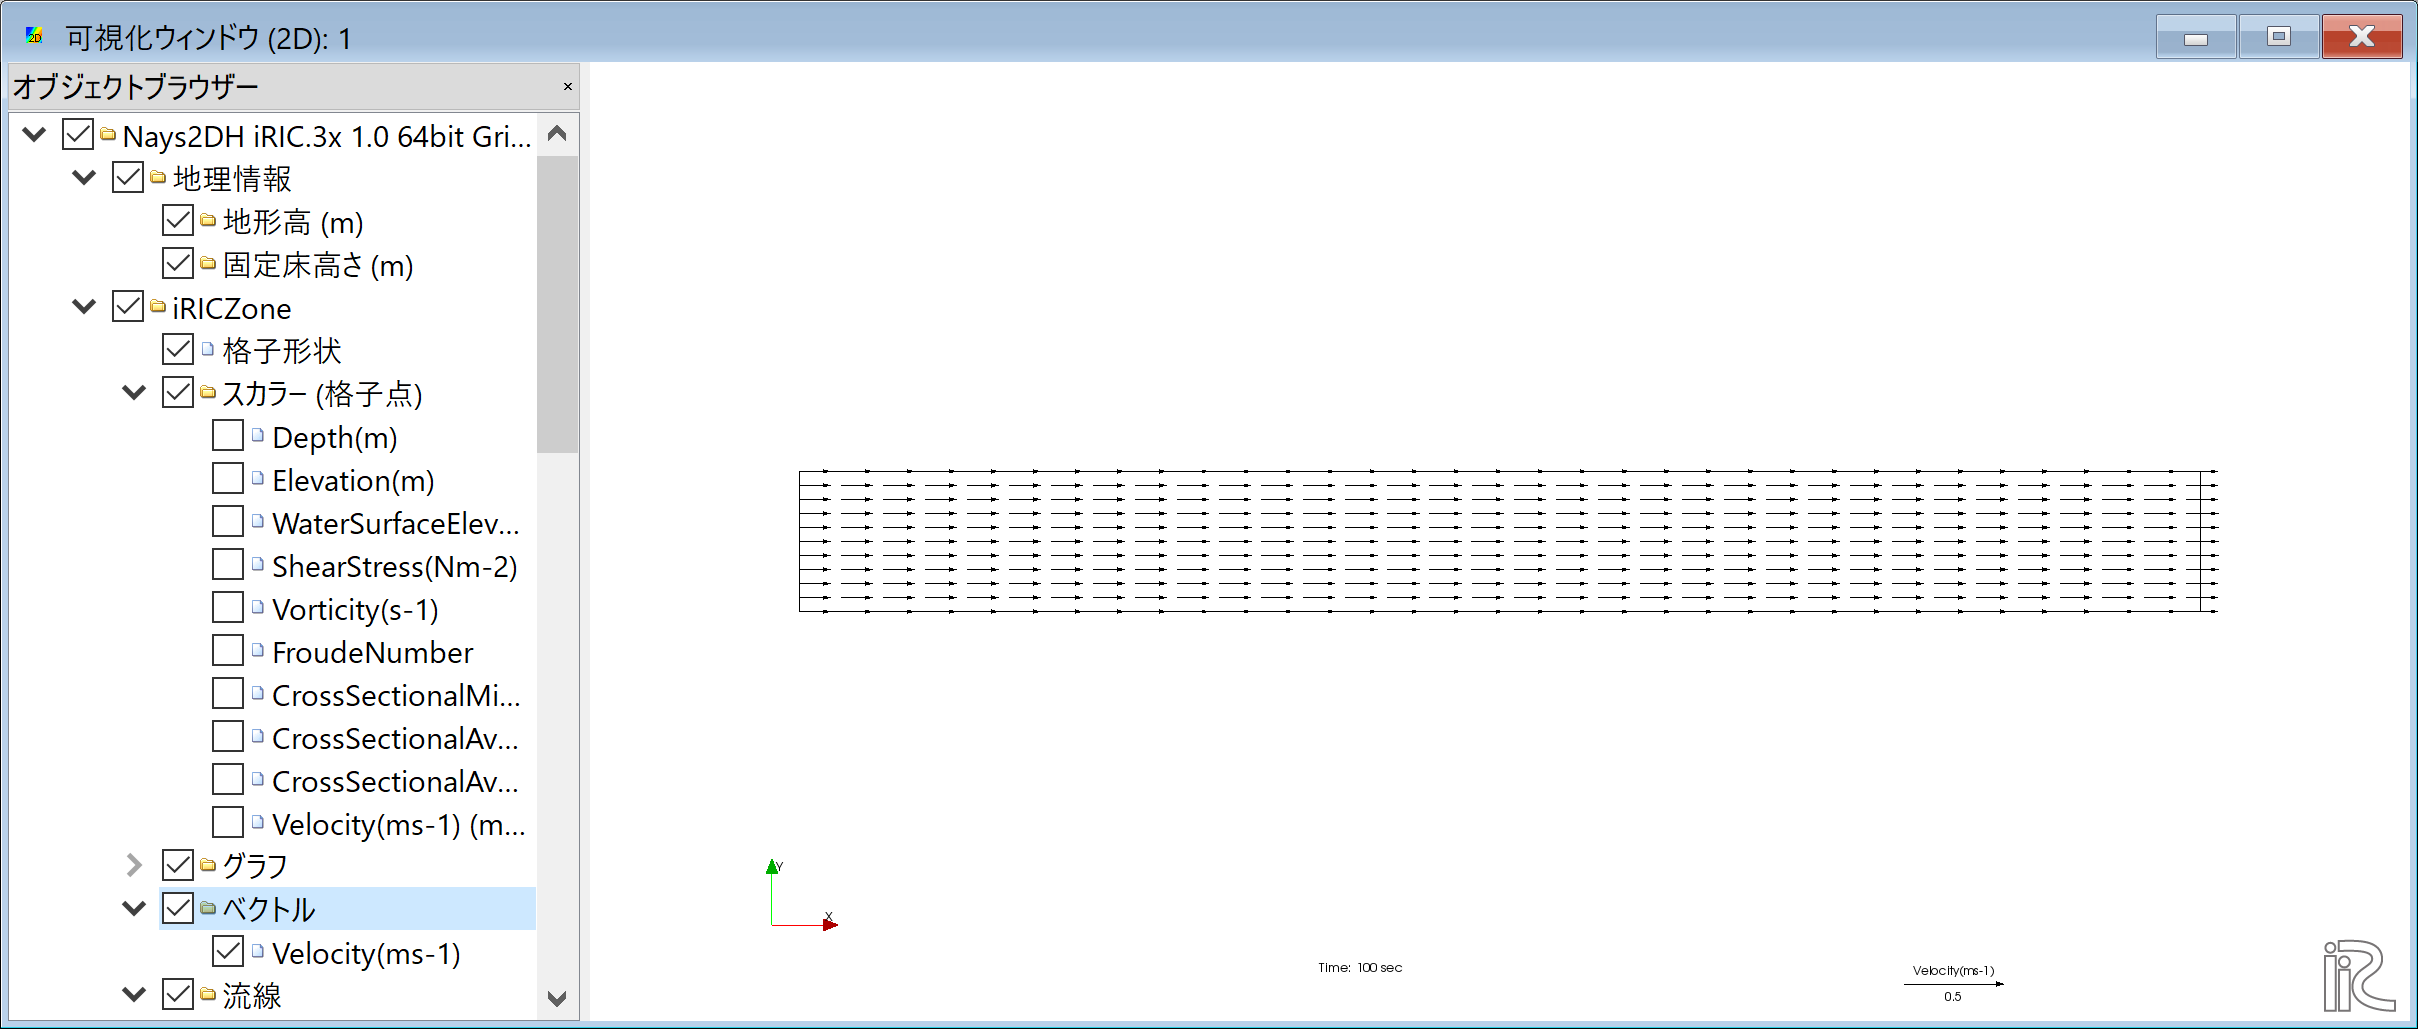 可視化ウィンドウ (2D): 1
オブジェクトブラウザー
Nays2DH iRIC.3x 1.0 64bit Gri...
地理情報
地形高 (m)
固定床高さ (m)
iRICZone
格子形状
スカラー (格子点)
Depth(m)
Elevation(m)
WaterSurfaceElev...
ShearStress(Nm-2)
Vorticity(s-1)
FroudeNumber
CrossSectionalMi...
CrossSectionalAv...
CrossSectionalAv...
Velocity(ms-1) (m...
グラフ
ベクトル
Velocity(ms-1)
流線
Y
X
Time: 100 sec
Velocity(ms-1)
0.5
iRIC